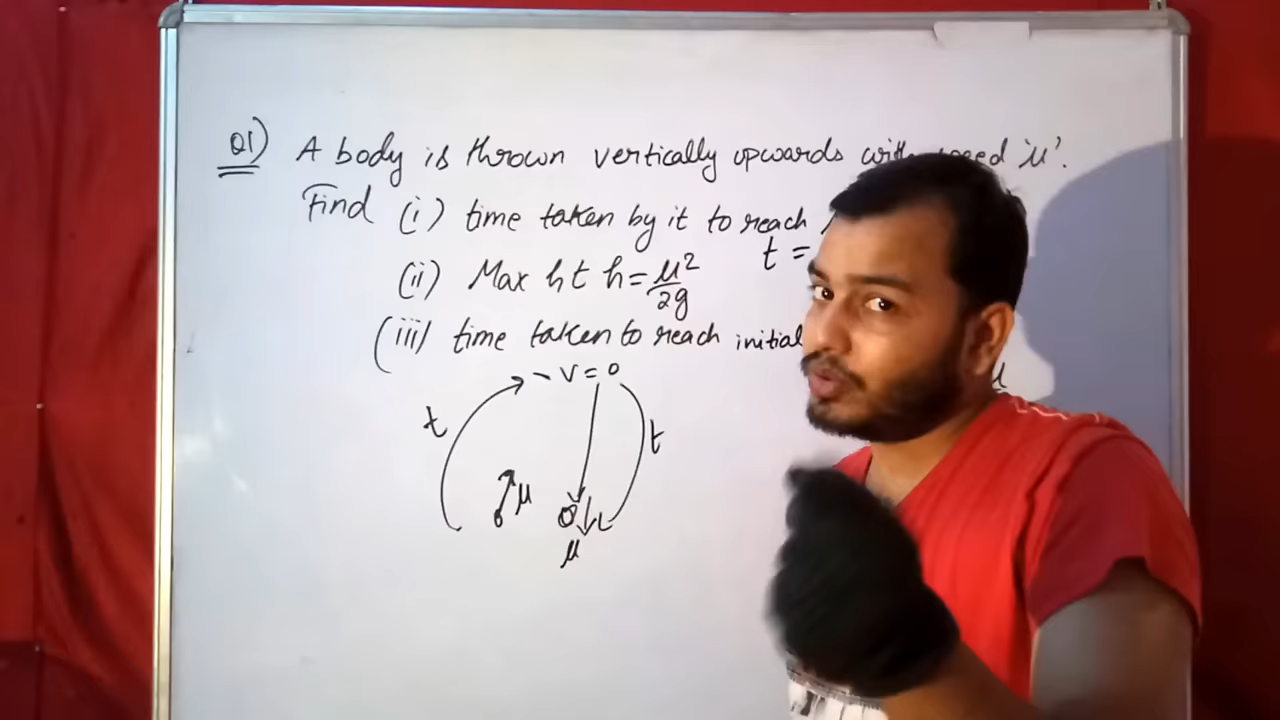 Q1) A body is thrown vertically upwards with 'u'.
Find (i) time taken by it to reach
t =
(ii) Max ht h = u²/2g
(iii) time taken to reach initial
- v = 0
t
t
u
u